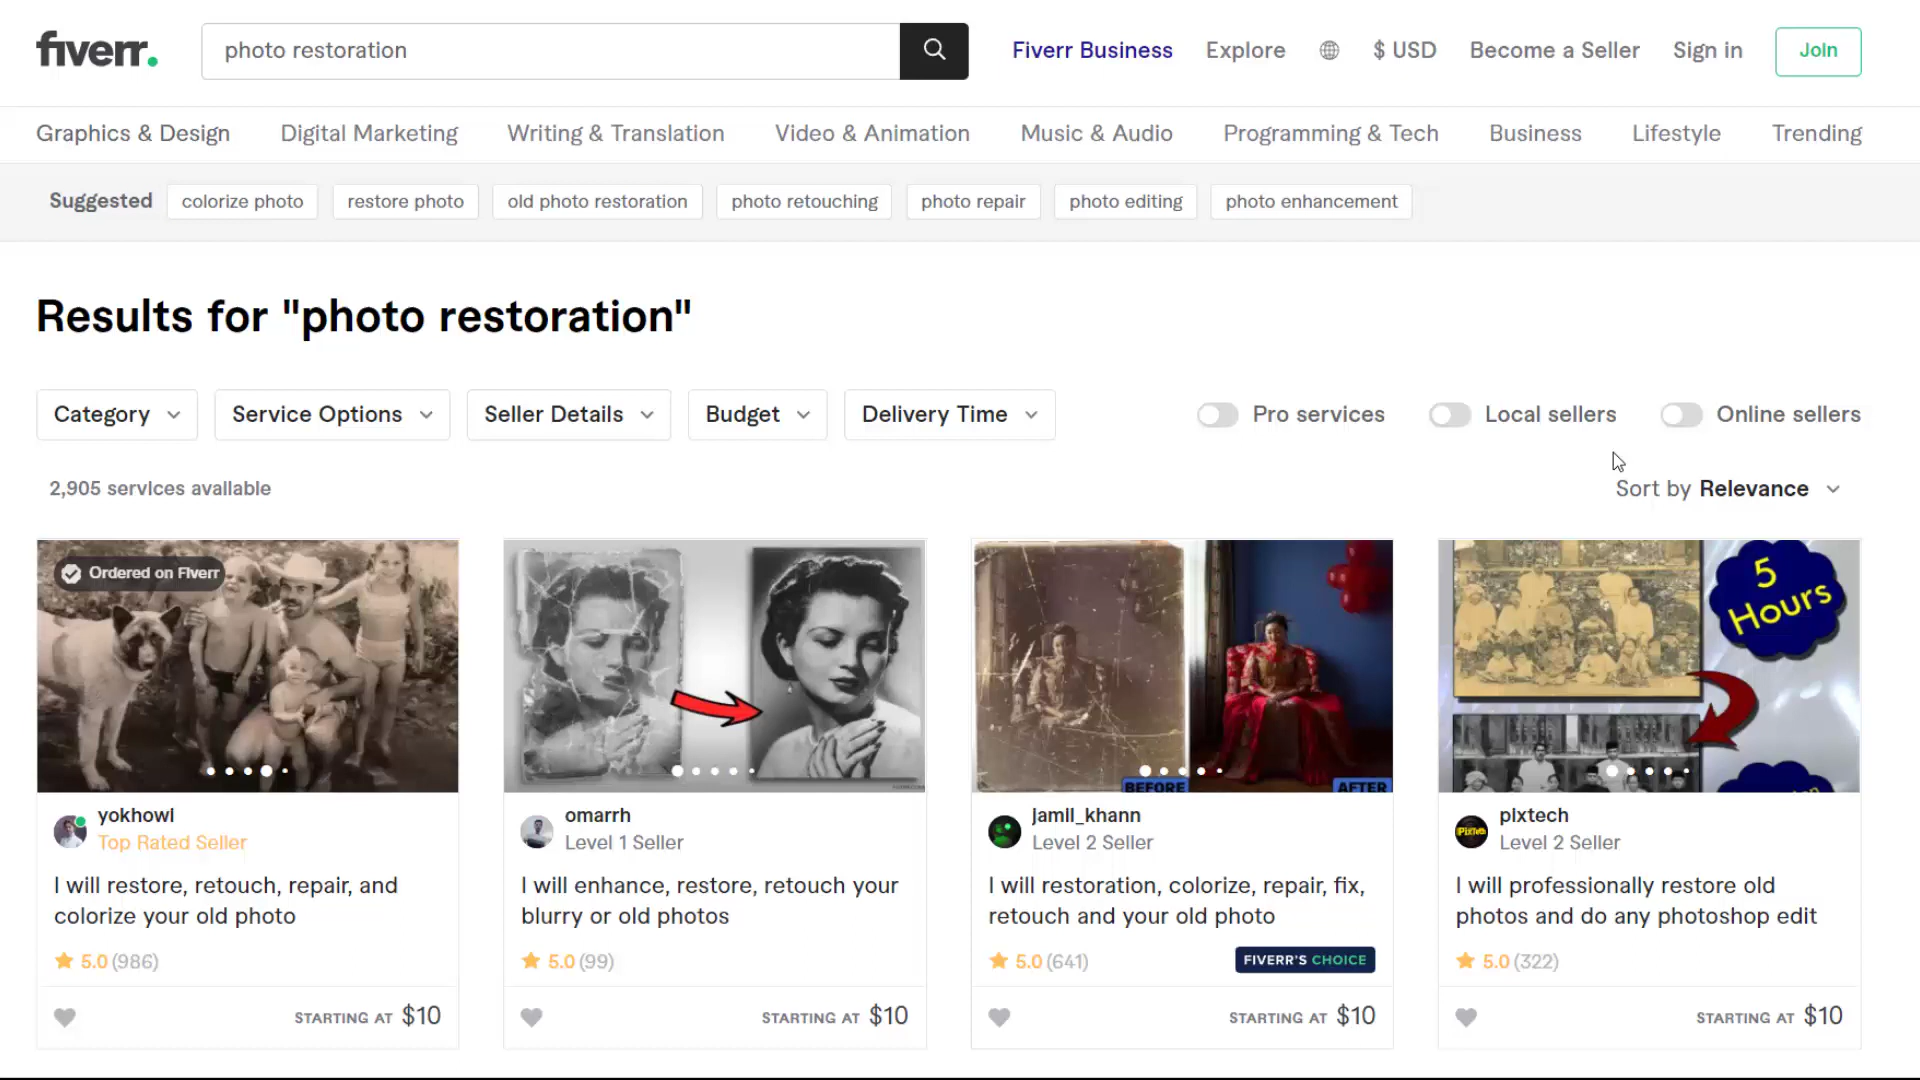 fiverr.
photo restoration
Fiverr Business
Explore
$ USD
Become a Seller
Sign in
Join
Graphics & Design
Digital Marketing
Writing & Translation
Video & Animation
Music & Audio
Programming & Tech
Business
Lifestyle
Trending
Suggested
colorize photo
restore photo
old photo restoration
photo retouching
photo repair
photo editing
photo enhancement
Results for "photo restoration"
Category
Service Options
Seller Details
Budget
Delivery Time
Pro services
Local sellers
Online sellers
2,905 services available
Sort by Relevance
Ordered on Fiverr
BEFORE
AFTER
5
Hours
yokhowl
Top Rated Seller
I will restore, retouch, repair, and
colorize your old photo
5.0 (986)
STARTING AT $10
omarrh
Level 1 Seller
I will enhance, restore, retouch your
blurry or old photos
5.0 (99)
STARTING AT $10
jamil_khann
Level 2 Seller
I will restoration, colorize, repair, fix,
retouch and your old photo
5.0 (641)
FIVERR'S CHOICE
STARTING AT $10
PixTech
pixtech
Level 2 Seller
I will professionally restore old
photos and do any photoshop edit
5.0 (322)
STARTING AT $10